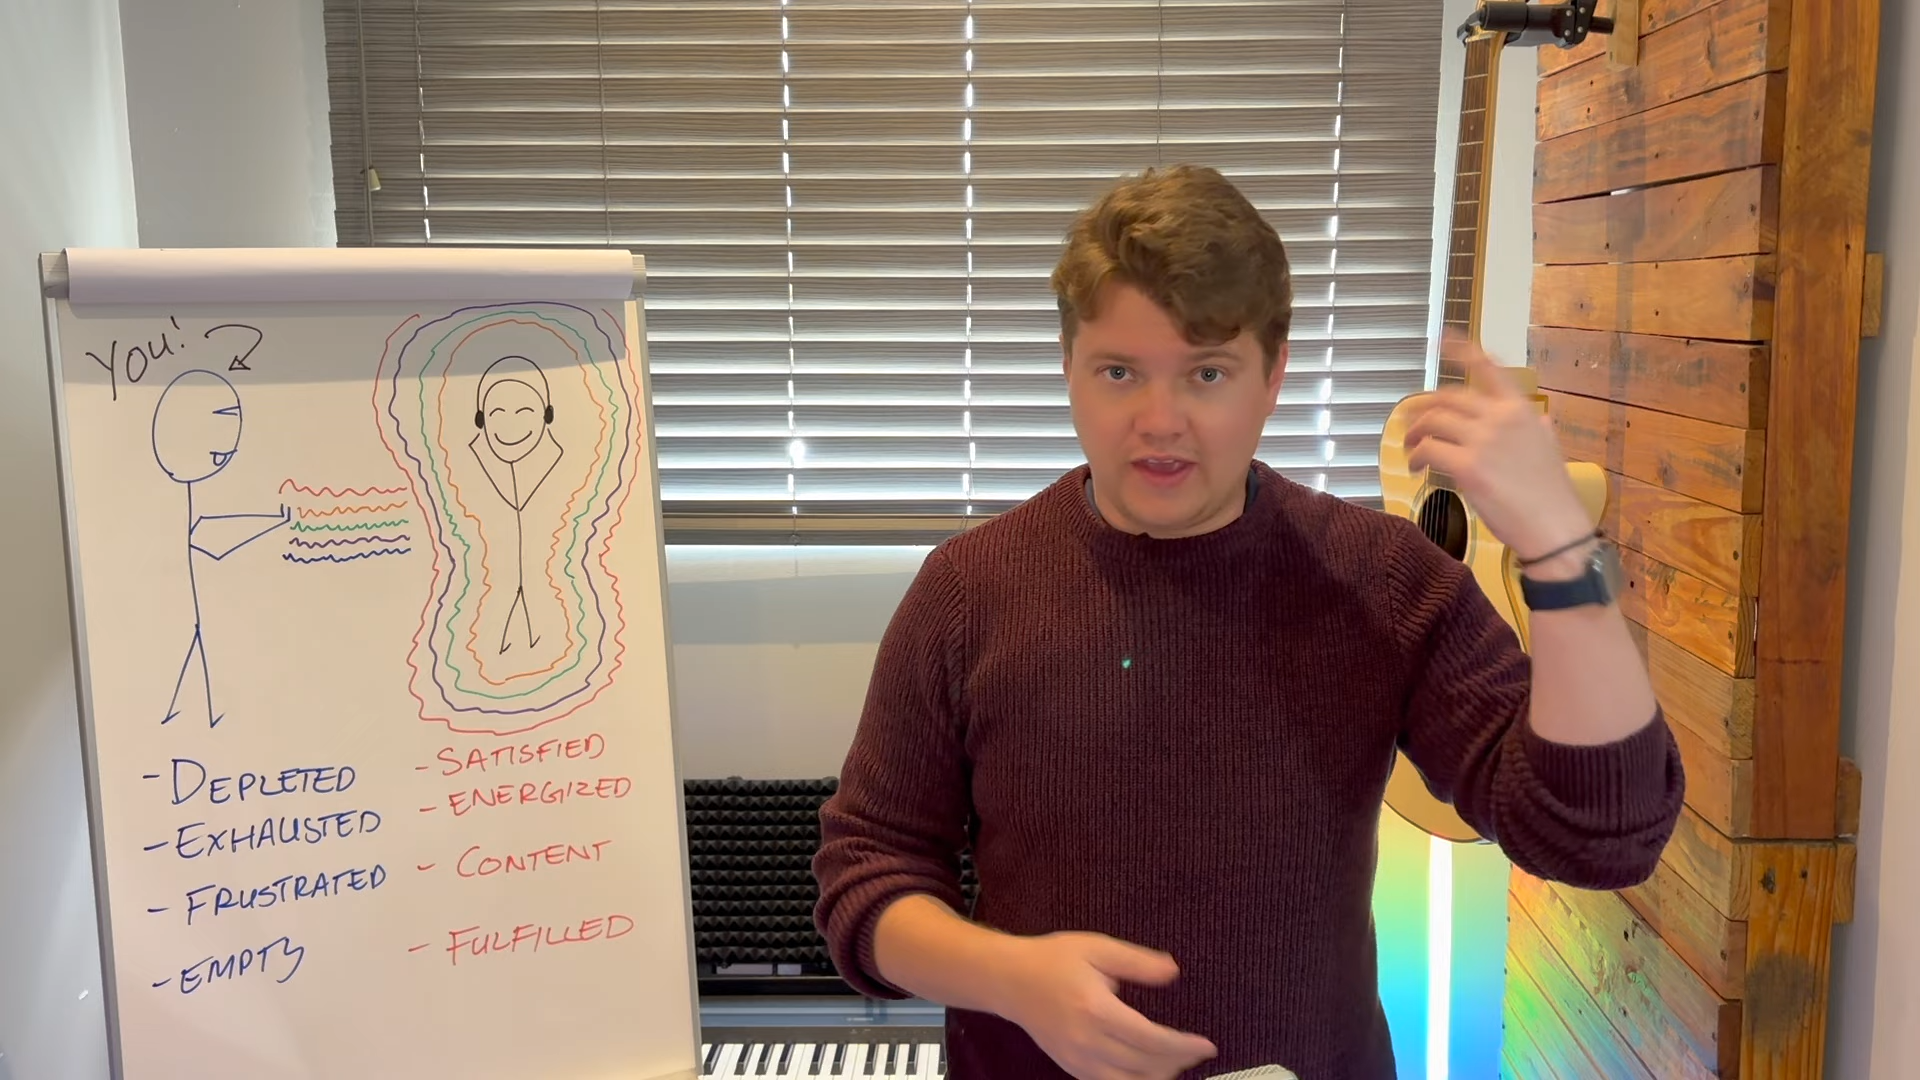 YOU!
- DEPLETED
- EXHAUSTED
- FRUSTRATED
- EMPTY
- SATISFIED
- ENERGIZED
- CONTENT
- FULFILLED